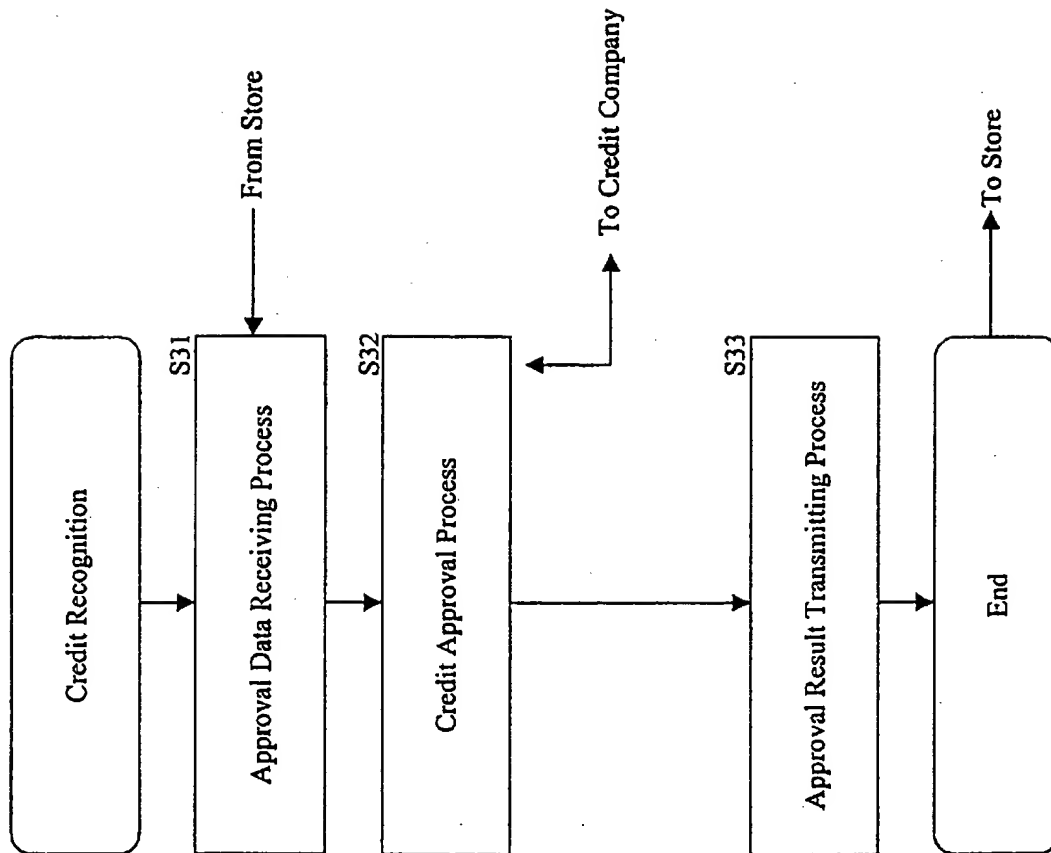 Credit Recognition
S31
Approval Data Receiving Process
From Store
S32
Credit Approval Process
To Credit Company
S33
Approval Result Transmitting Process
End
To Store